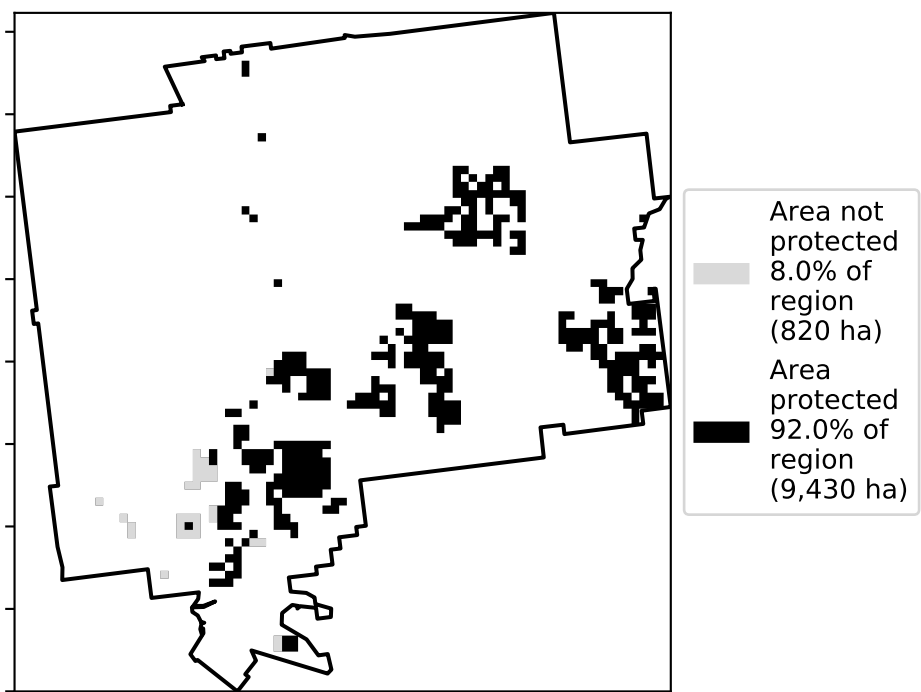 Area not
protected
8.0% of
region
(820 ha)
Area
protected
92.0% of
region
(9,430 ha)